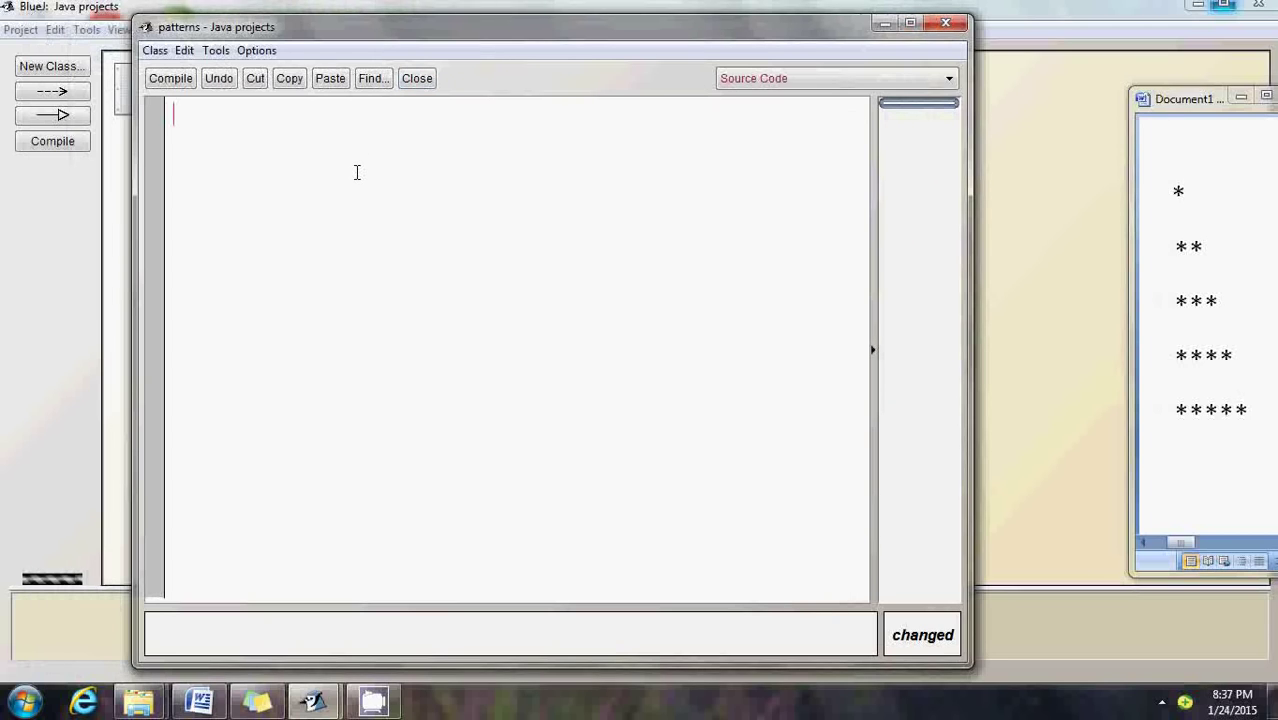 BlueJ: Java projects
Project Edit Tools View
New Class...
Compile
patterns - Java projects
Class Edit Tools Options
Compile Undo Cut Copy Paste Find... Close
Source Code
changed
Document1 ...
*
**
***
****
*****
8:37 PM
1/24/2015